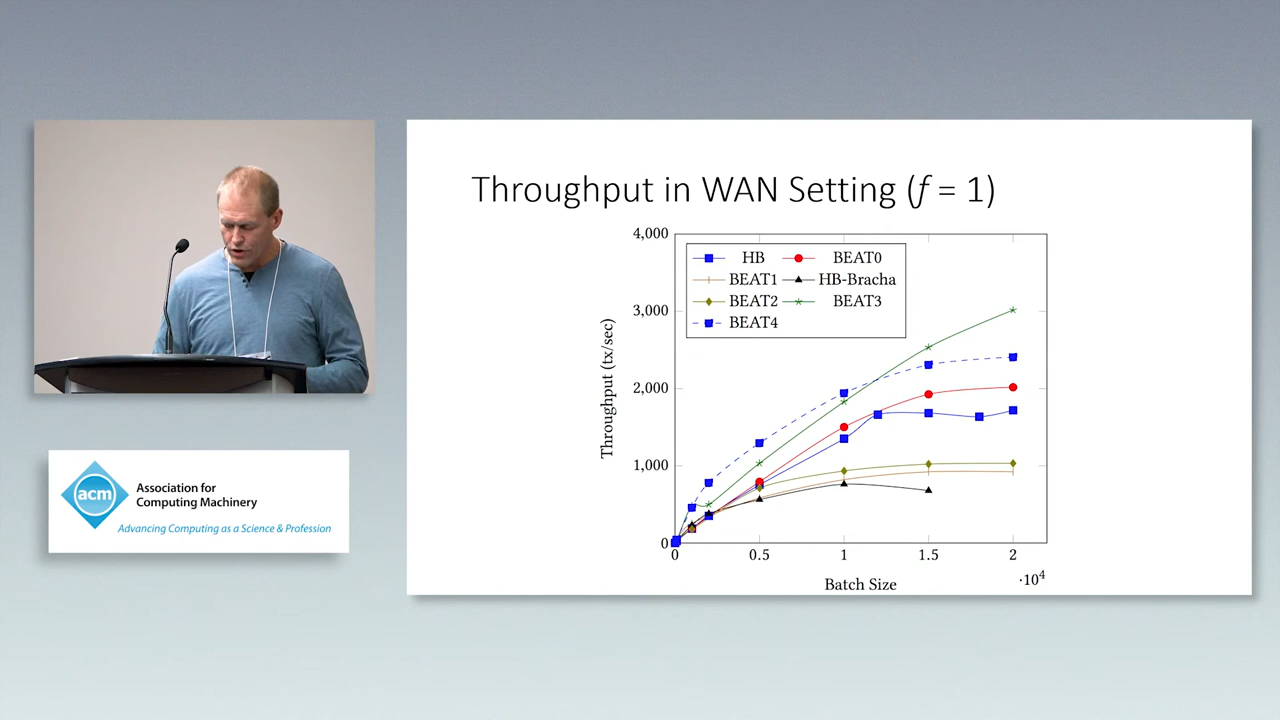 Throughput in WAN Setting (f = 1)
4,000
3,000
2,000
1,000
0
Throughput (tx/sec)
HB
BEAT0
BEAT1
HB-Bracha
BEAT2
BEAT3
BEAT4
0
0.5
1
1.5
2
·10⁴
Batch Size
acm
Association for
Computing Machinery
Advancing Computing as a Science & Profession